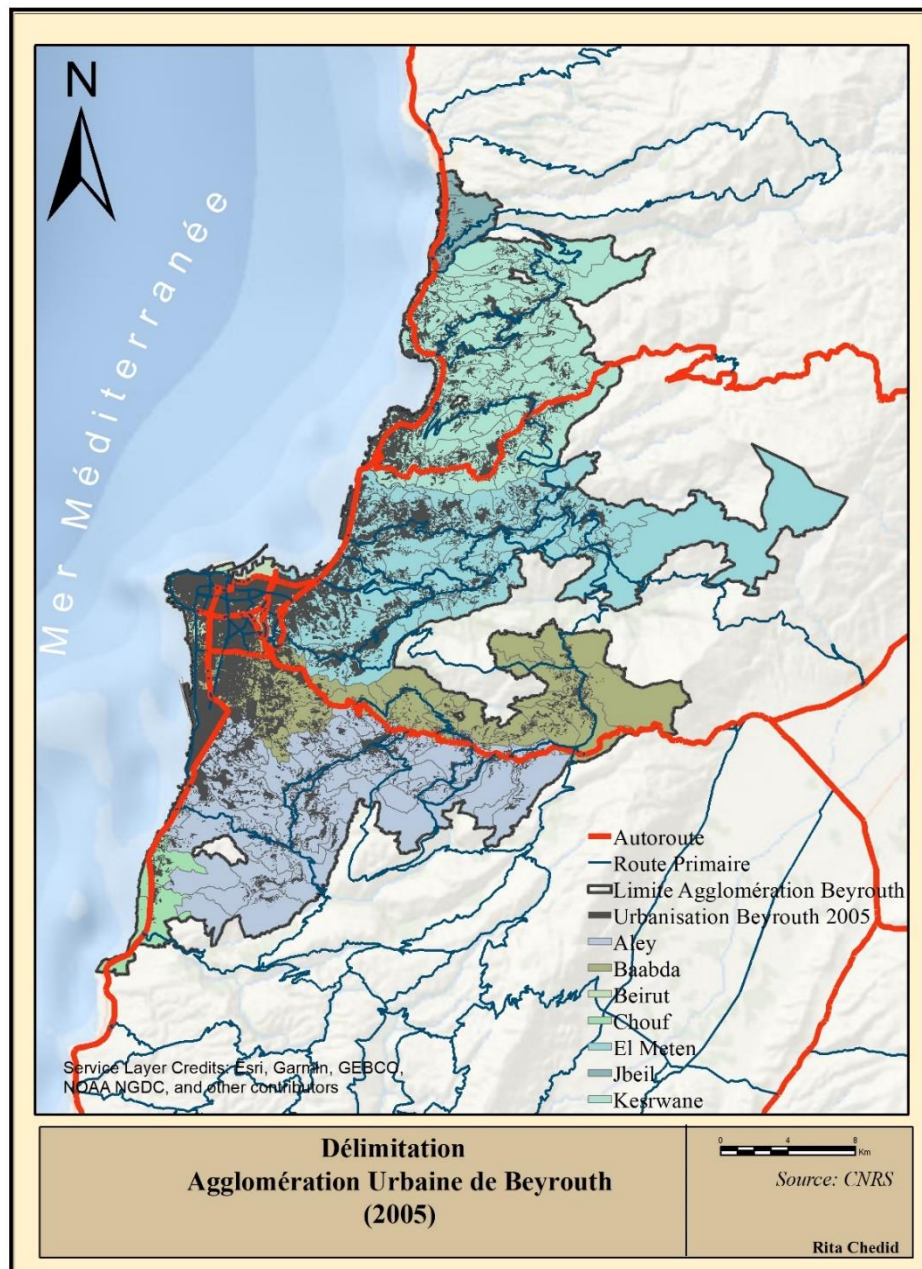 N
Mer Méditerranée
Autoroute
Route Primaire
Limite Agglomération Beyrouth
Urbanisation Beyrouth 2005
Aley
Baabda
Beirut
Chouf
El Meten
Jbeil
Kesrwane
Service Layer Credits: Esri, Garmin, GEBCO,
NOAA NGDC, and other contributors
Délimitation
Agglomération Urbaine de Beyrouth
(2005)
0 4 8
Km
Source: CNRS
Rita Chedid